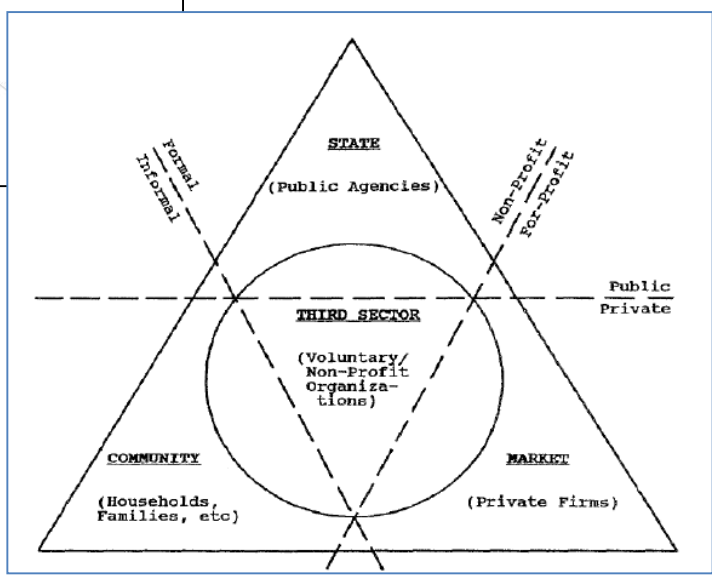 STATE
(Public Agencies)
Formal
Informal
Non-Profit
For-Profit
Public
Private
THIRD SECTOR
(Voluntary/
Non-Profit
Organiza-
tions)
COMMUNITY
(Households,
Families, etc)
MARKET
(Private Firms)